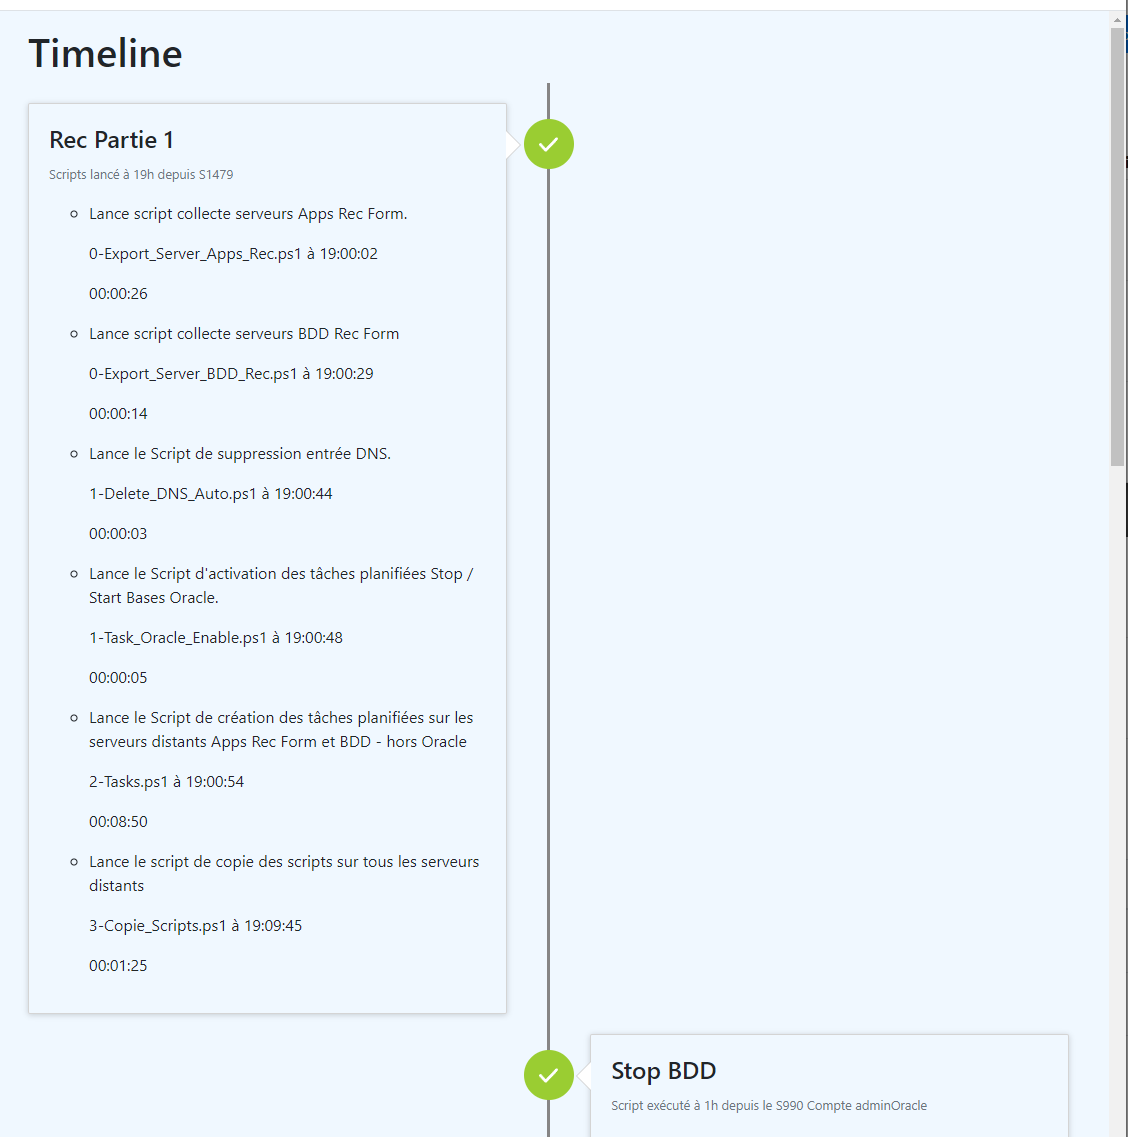 Timeline
Rec Partie 1
Scripts lancé à 19h depuis S1479
Lance script collecte serveurs Apps Rec Form.
0-Export_Server_Apps_Rec.ps1 à 19:00:02
00:00:26
Lance script collecte serveurs BDD Rec Form
0-Export_Server_BDD_Rec.ps1 à 19:00:29
00:00:14
Lance le Script de suppression entrée DNS.
1-Delete_DNS_Auto.ps1 à 19:00:44
00:00:03
Lance le Script d'activation des tâches planifiées Stop /
Start Bases Oracle.
1-Task_Oracle_Enable.ps1 à 19:00:48
00:00:05
Lance le Script de création des tâches planifiées sur les
serveurs distants Apps Rec Form et BDD - hors Oracle
2-Tasks.ps1 à 19:00:54
00:08:50
Lance le script de copie des scripts sur tous les serveurs
distants
3-Copie_Scripts.ps1 à 19:09:45
00:01:25
Stop BDD
Script exécuté à 1h depuis le S990 Compte adminOracle